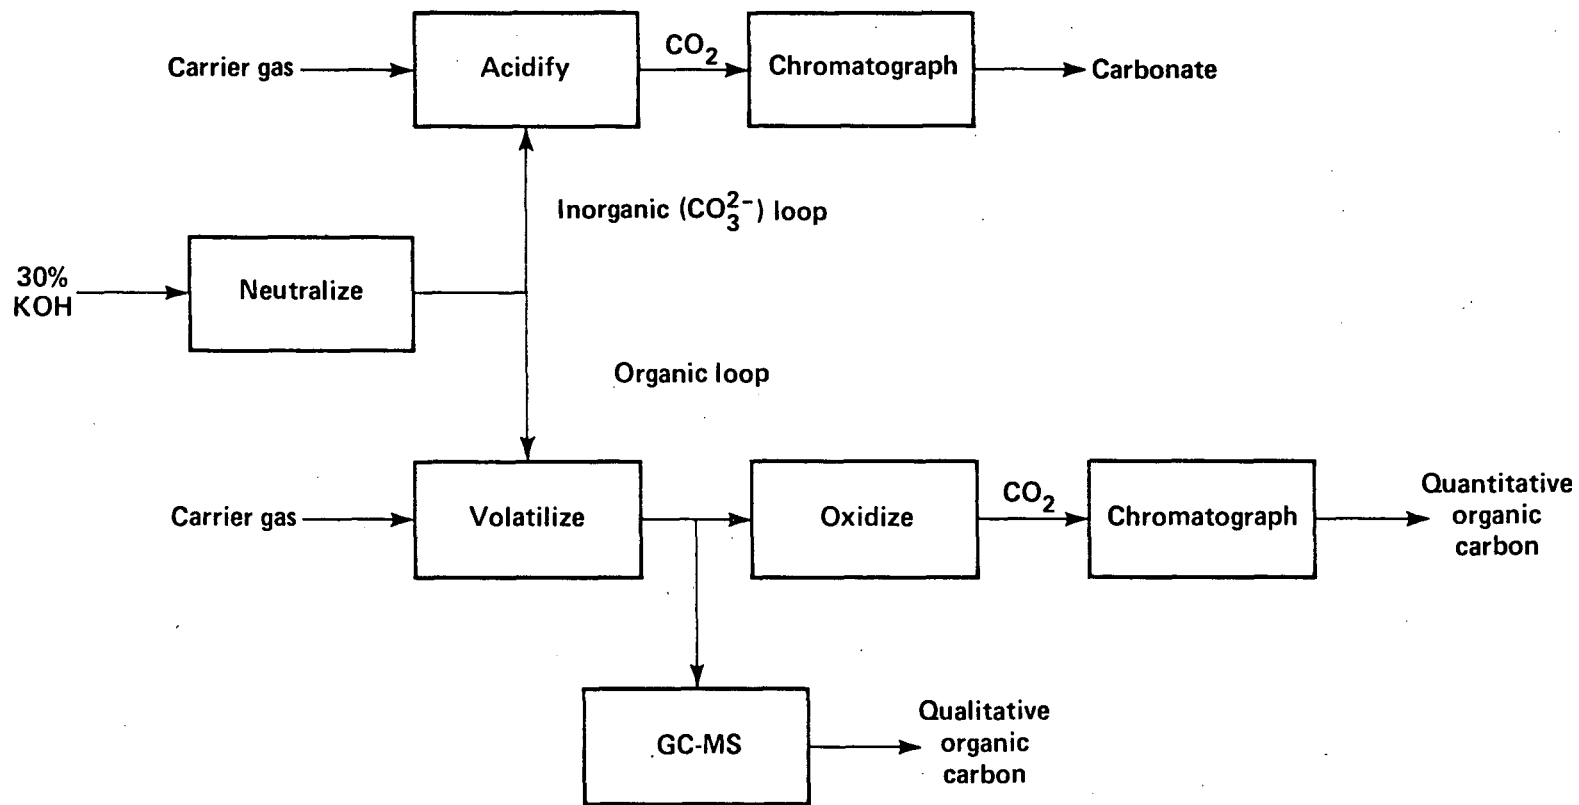 Carrier gas
Acidify
CO2
Chromatograph
Carbonate
Inorganic (CO3^2−) loop
30%
KOH
Neutralize
Organic loop
Carrier gas
Volatilize
Oxidize
CO2
Chromatograph
Quantitative
organic
carbon
GC-MS
Qualitative
organic
carbon